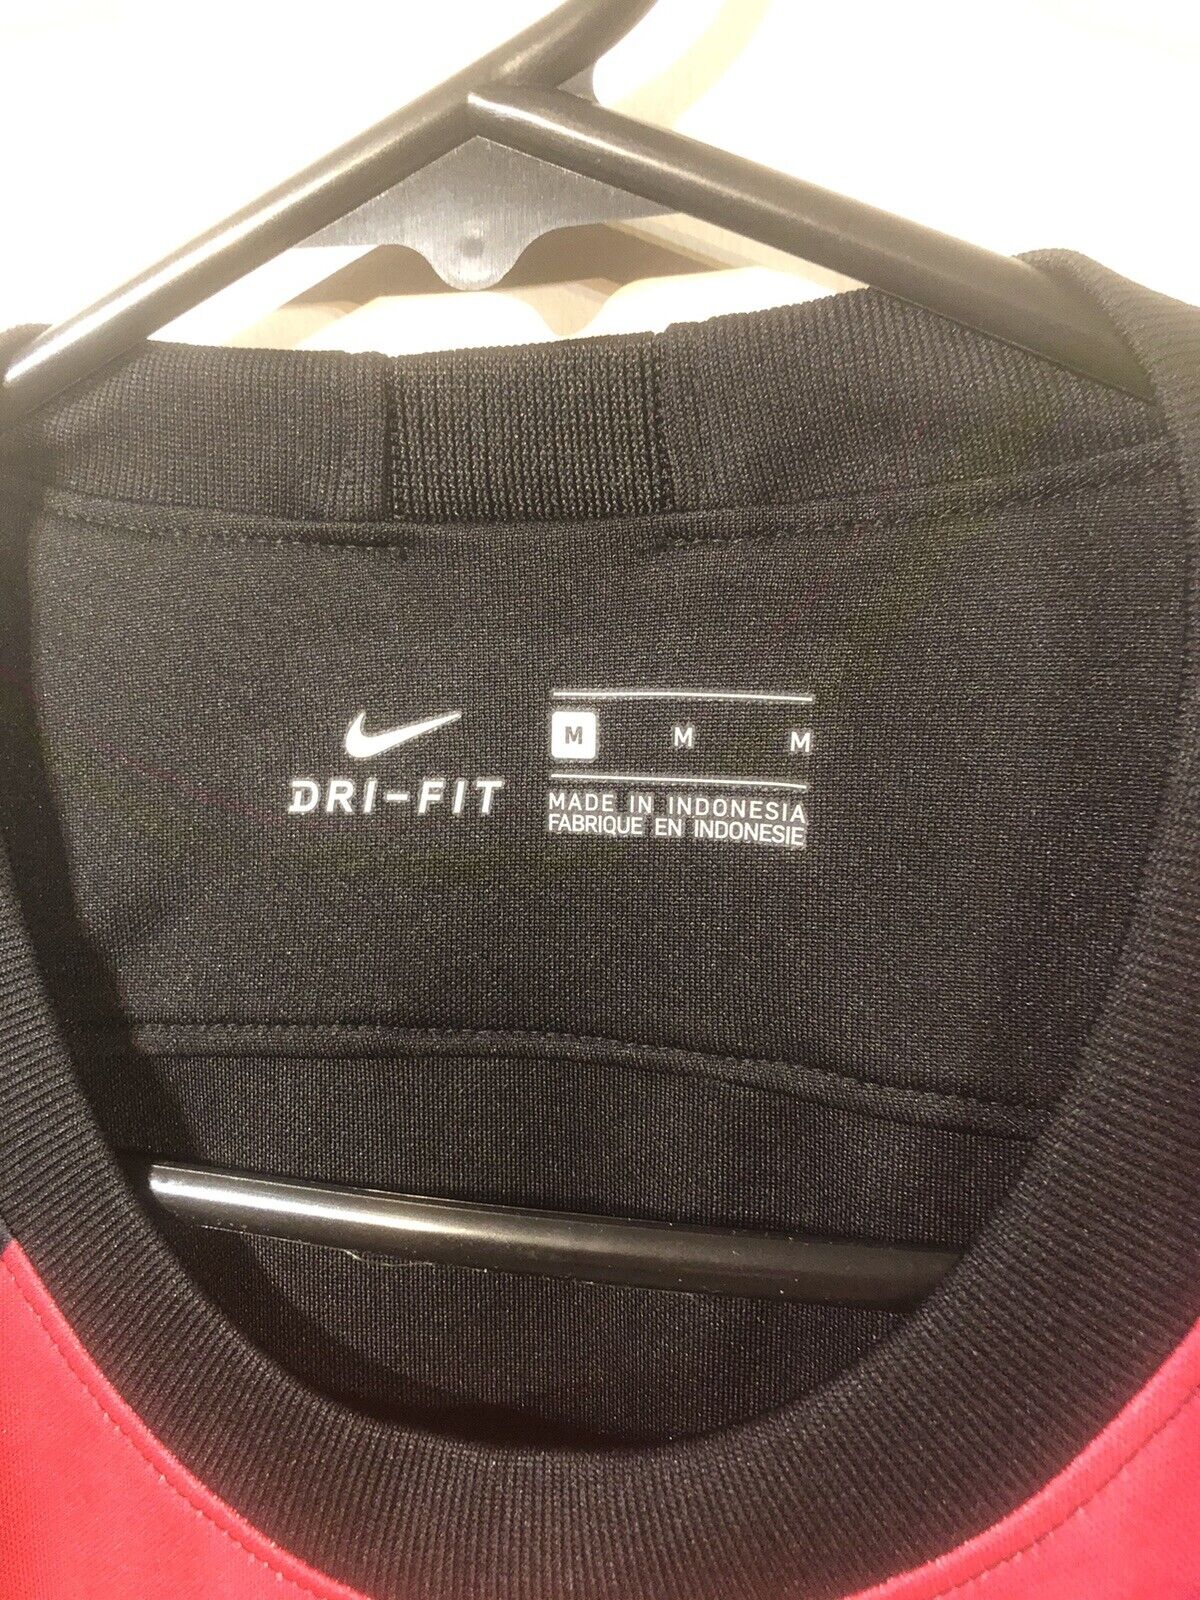 DRI-FIT
M M M
MADE IN INDONESIA
FABRIQUE EN INDONESIE